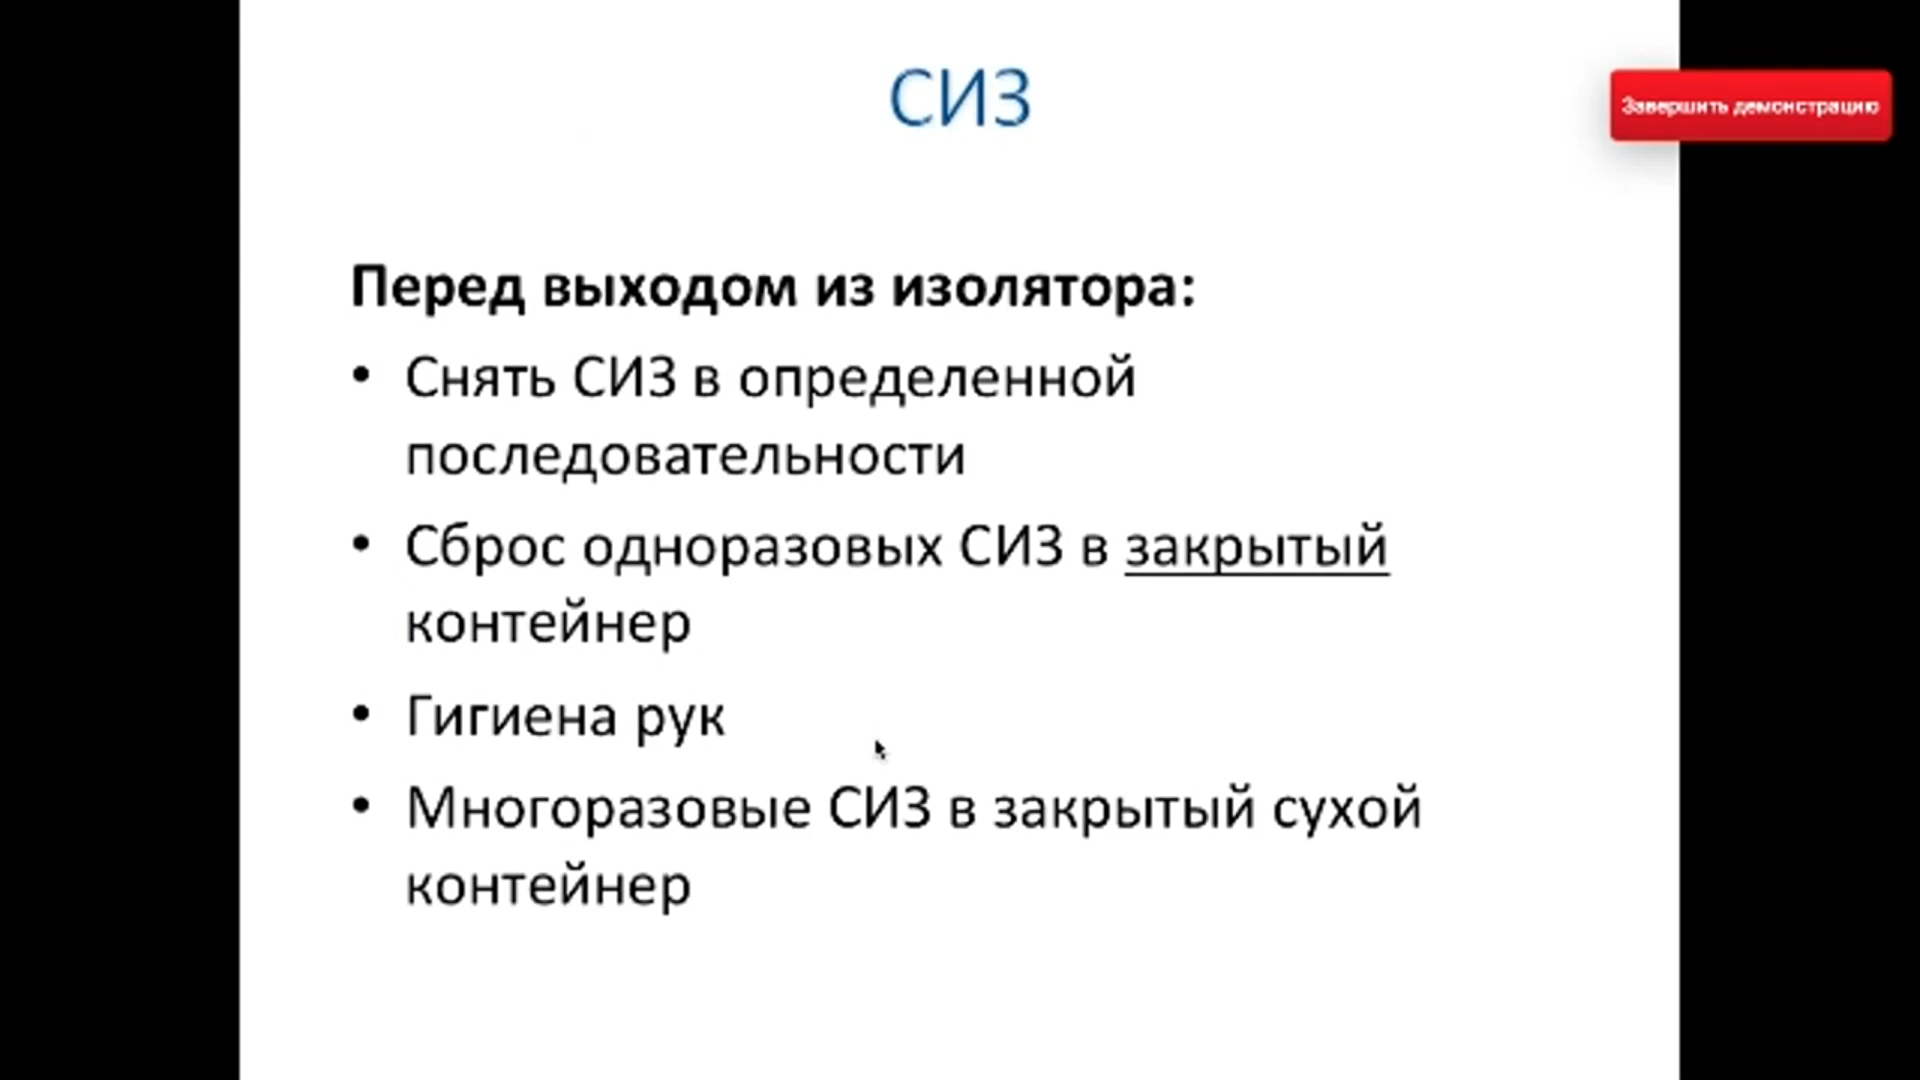 СИЗ
Завершить демонстрацию
Перед выходом из изолятора:
• Снять СИЗ в определенной
последовательности
• Сброс одноразовых СИЗ в закрытый
контейнер
• Гигиена рук
• Многоразовые СИЗ в закрытый сухой
контейнер